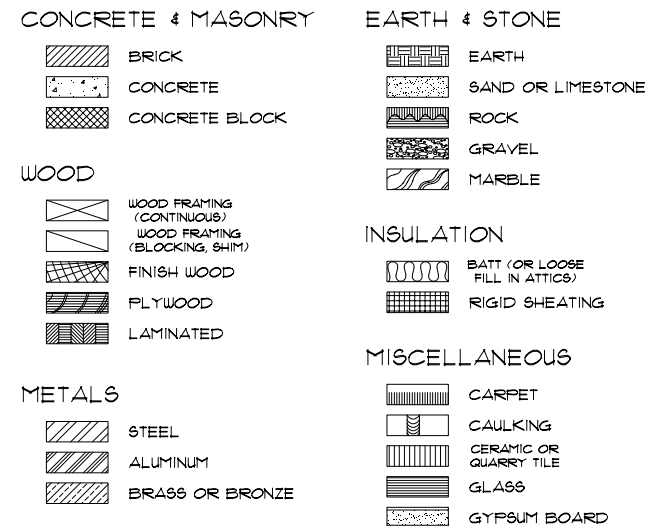 CONCRETE & MASONRY
BRICK
CONCRETE
CONCRETE BLOCK
WOOD
WOOD FRAMING
(CONTINUOUS)
WOOD FRAMING
(BLOCKING, SHIM)
FINISH WOOD
PLYWOOD
LAMINATED
METALS
STEEL
ALUMINUM
BRASS OR BRONZE
EARTH & STONE
EARTH
SAND OR LIMESTONE
ROCK
GRAVEL
MARBLE
INSULATION
BATT (OR LOOSE
FILL IN ATTICS)
RIGID SHEATING
MISCELLANEOUS
CARPET
CAULKING
CERAMIC OR
QUARRY TILE
GLASS
GYPSUM BOARD